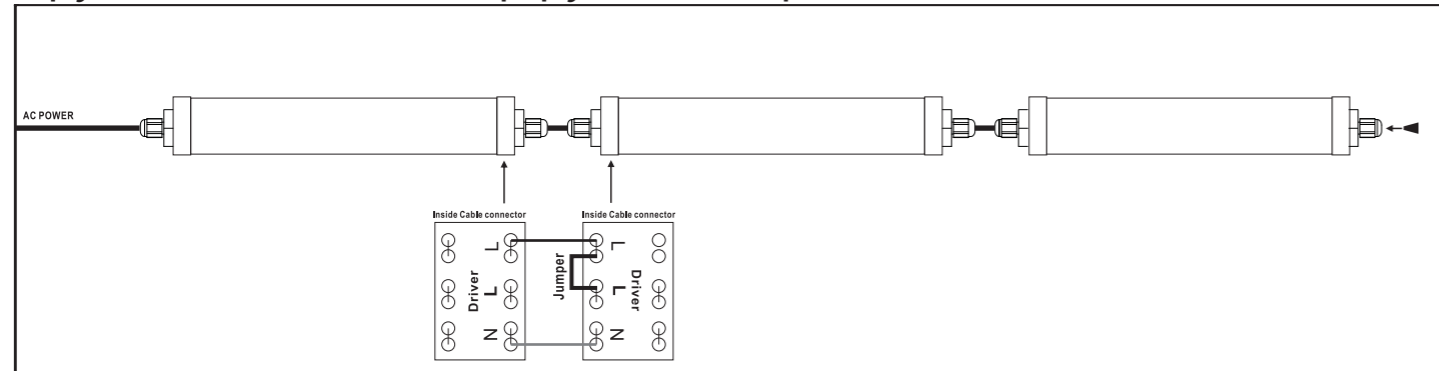 AC POWER
Inside Cable connector
Inside Cable connector
L
Driver
L
N
Jumper
L
Driver
L
N